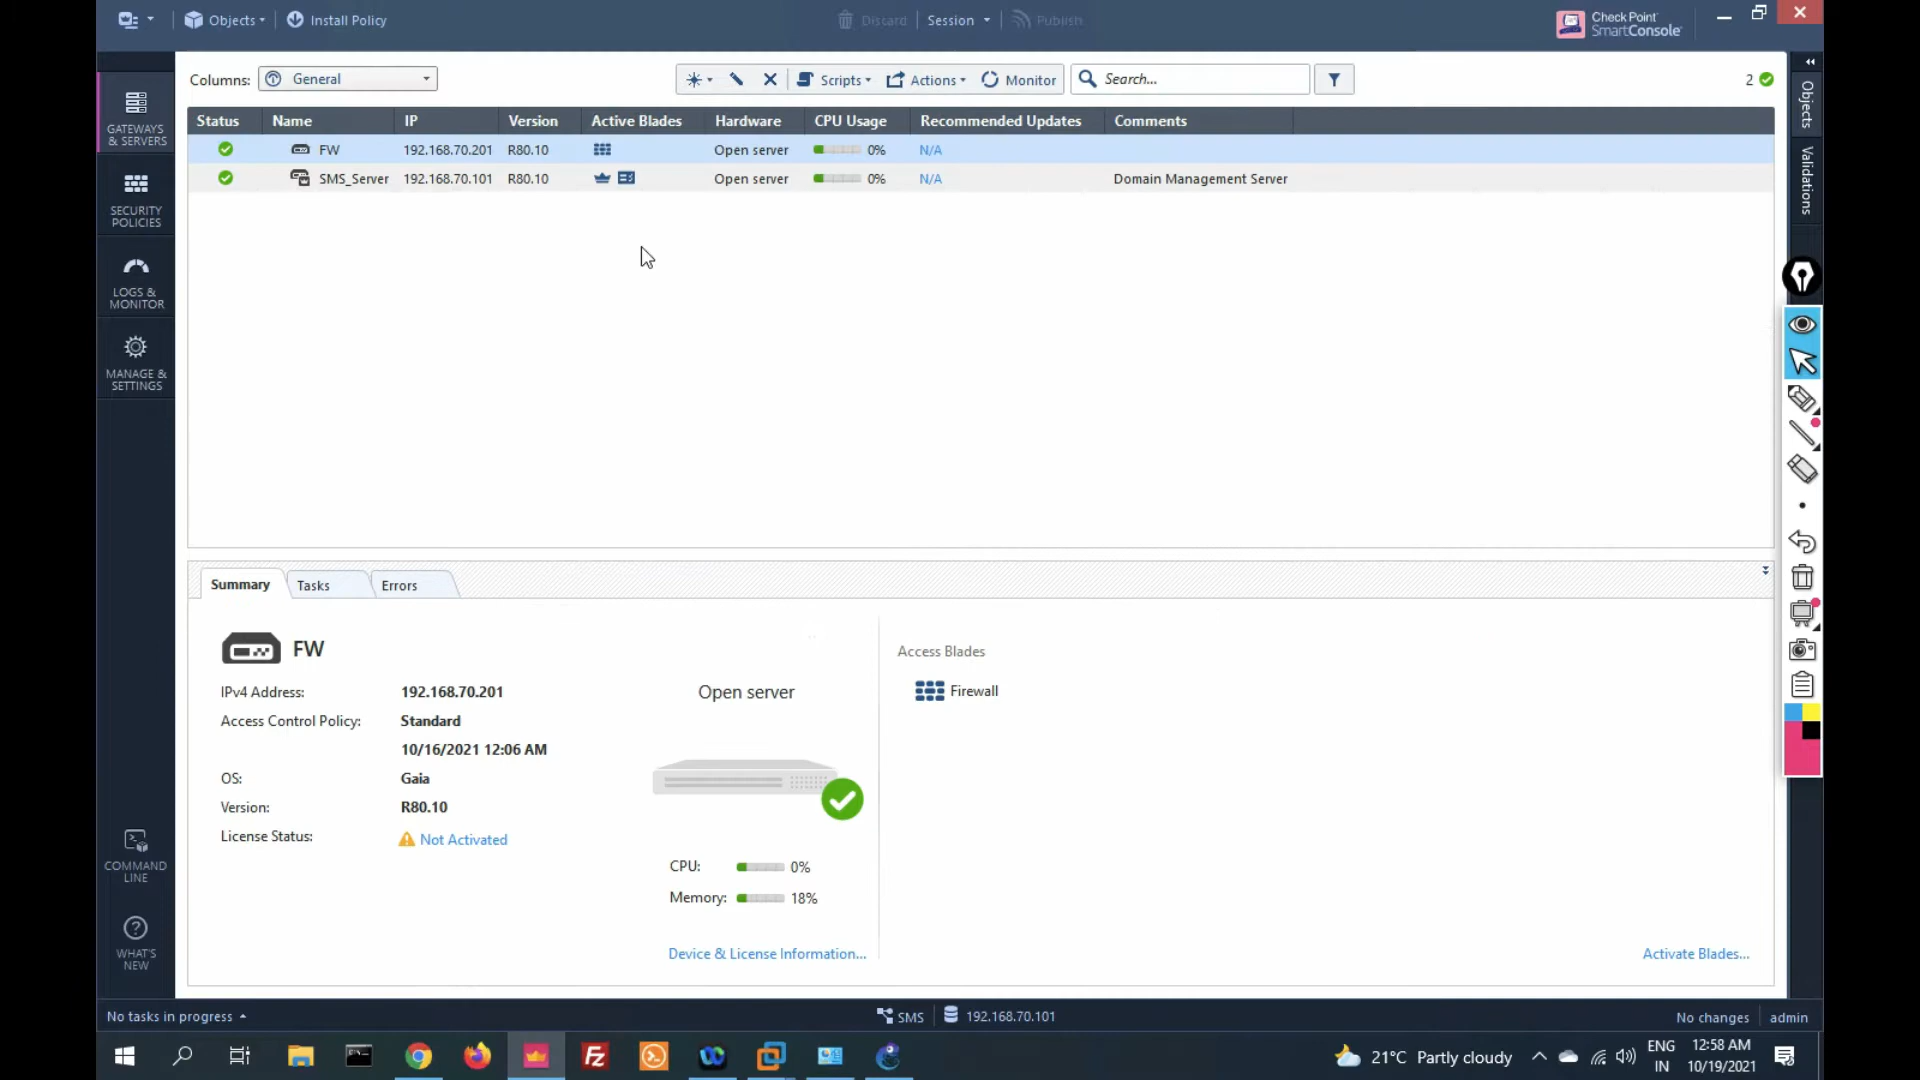 Objects
Install Policy
Discard
Session
Publish
Check Point
SmartConsole
Columns:
General
Scripts
Actions
Monitor
Search...
2
Status Name IP Version Active Blades Hardware CPU Usage Recommended Updates Comments
FW 192.168.70.201 R80.10 Open server 0% N/A
SMS_Server 192.168.70.101 R80.10 Open server 0% N/A Domain Management Server
GATEWAYS
& SERVERS
SECURITY
POLICIES
LOGS &
MONITOR
MANAGE &
SETTINGS
COMMAND
LINE
WHAT'S
NEW
Objects
Validations
Summary
Tasks
Errors
FW
IPv4 Address: 192.168.70.201
Access Control Policy: Standard
10/16/2021 12:06 AM
OS: Gaia
Version: R80.10
License Status: Not Activated
Open server
CPU: 0%
Memory: 18%
Device & License Information...
Access Blades
Firewall
Activate Blades...
No tasks in progress
SMS
192.168.70.101
No changes
admin
21°C Partly cloudy
ENG
IN
12:58 AM
10/19/2021